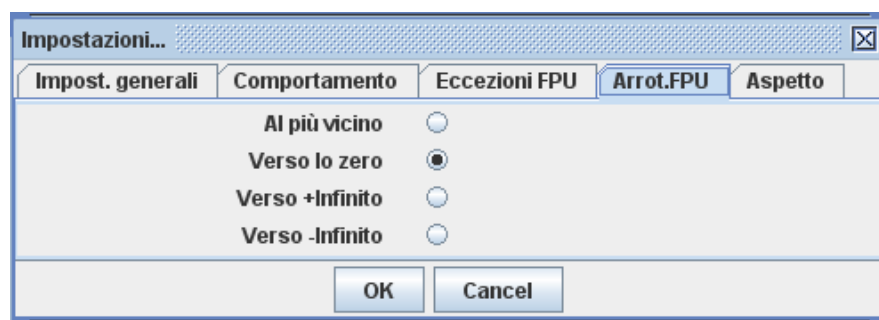 Impostazioni...
Impost. generali Comportamento Eccezioni FPU Arrot.FPU Aspetto
Al più vicino
Verso lo zero
Verso +Infinito
Verso -Infinito
OK Cancel